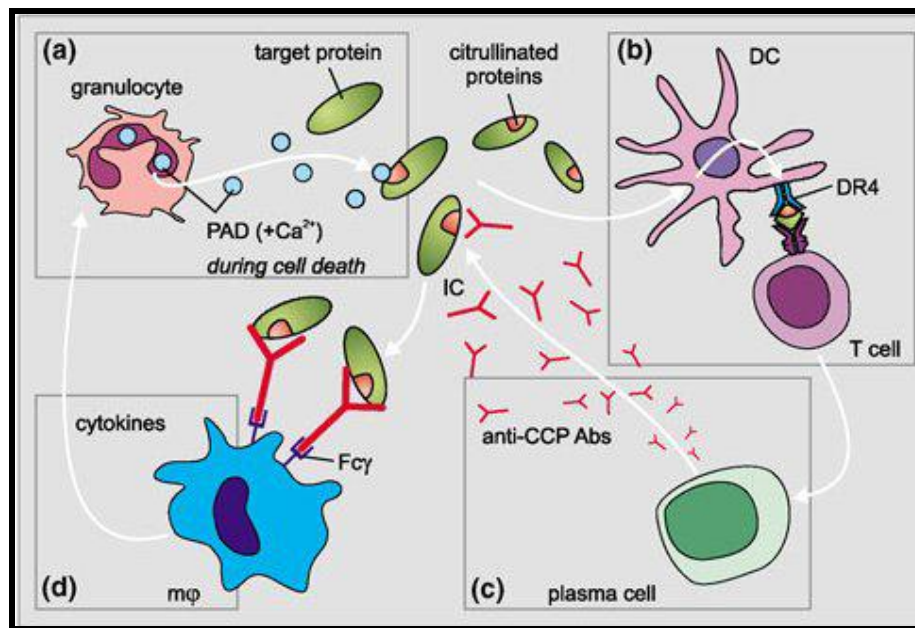 (a)
target protein
granulocyte
PAD (+Ca²⁺)
during cell death
citrullinated
proteins
(b)
DC
DR4
T cell
IC
anti-CCP Abs
(c)
plasma cell
cytokines
Fcγ
(d)
mφ